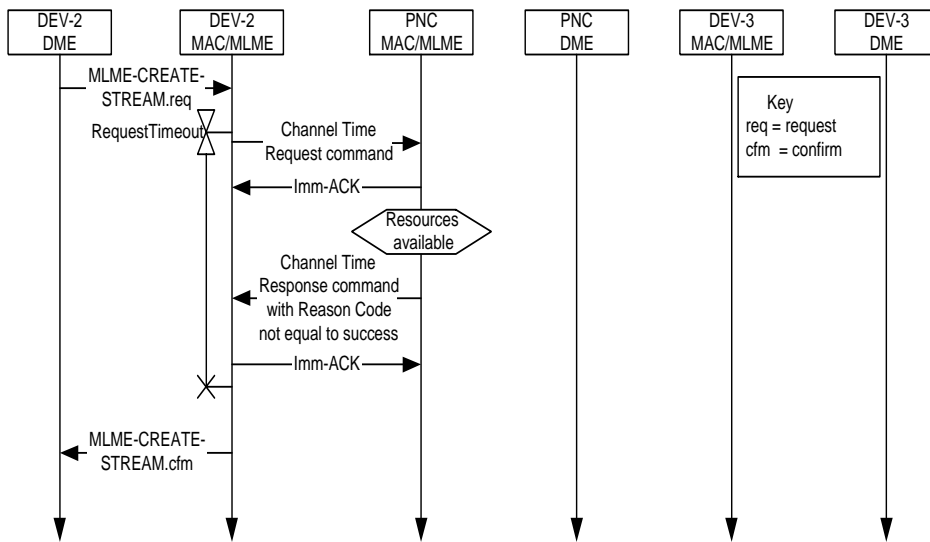 DEV-2
DME
DEV-2
MAC/MLME
PNC
MAC/MLME
PNC
DME
DEV-3
MAC/MLME
DEV-3
DME
MLME-CREATE-
STREAM.req
RequestTimeout
Channel Time
Request command
Imm-ACK
Resources
available
Channel Time
Response command
with Reason Code
not equal to success
Imm-ACK
MLME-CREATE-
STREAM.cfm
Key
req = request
cfm = confirm